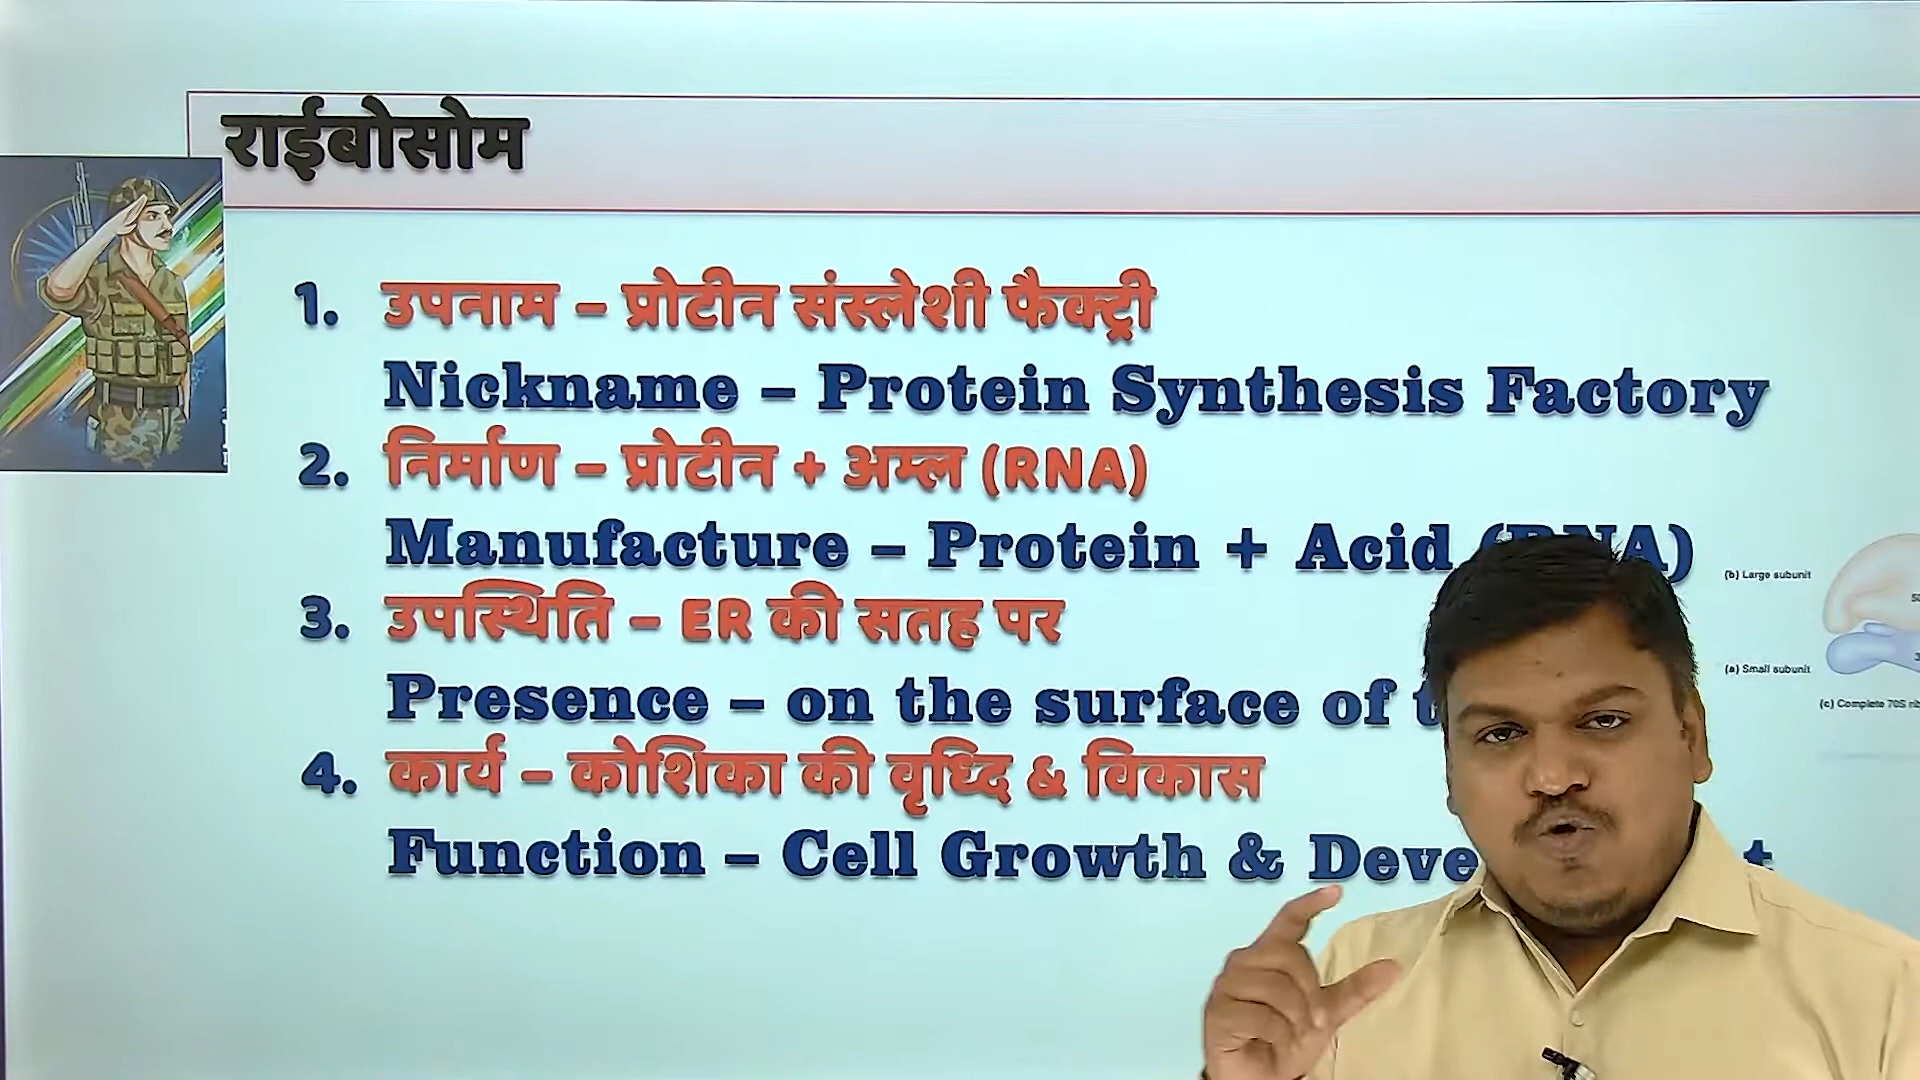 राईबोसोम
1. उपनाम – प्रोटीन संस्लेशी फैक्ट्री
Nickname – Protein Synthesis Factory
2. निर्माण – प्रोटीन + अम्ल (RNA)
Manufacture – Protein + Acid (RNA)
3. उपस्थिति – ER की सतह पर
Presence – on the surface of
4. कार्य – कोशिका की वृध्दि & विकास
Function – Cell Growth &
(b) Large subunit
(a) Small subunit
(c) Complete 70S